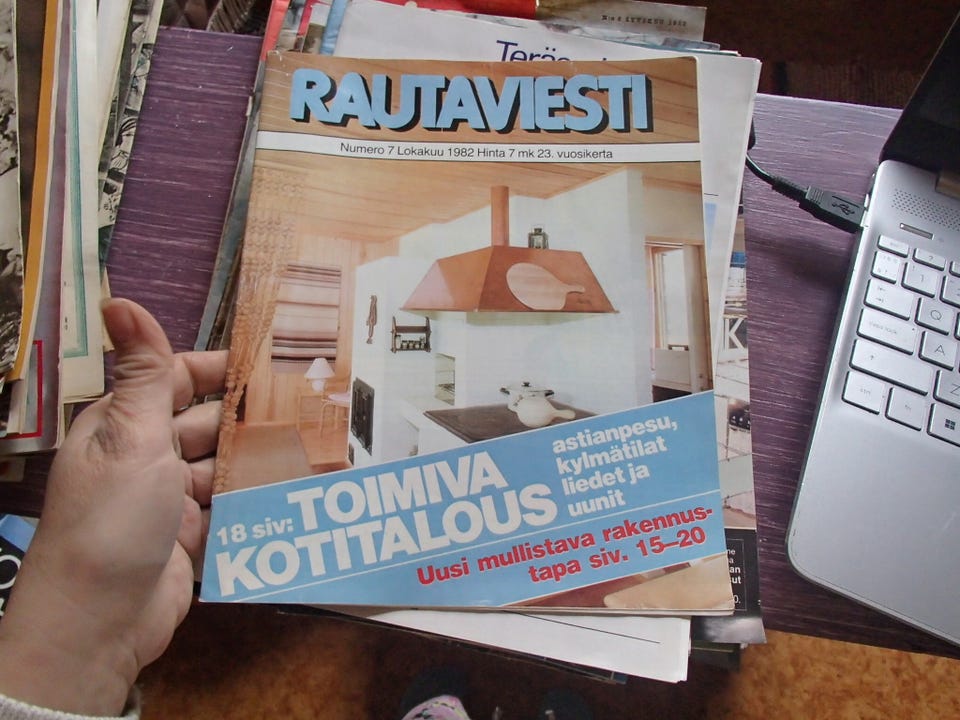 RAUTAVIESTI
Numero 7 Lokakuu 1982 Hinta 7 mk 23. vuosikerta
18 siv: TOIMIVA
KOTITALOUS
astianpesu,
kylmätilat
liedet ja
uunit
Uusi mullistava rakennus-
tapa siv. 15–20
K
Q
A
Z